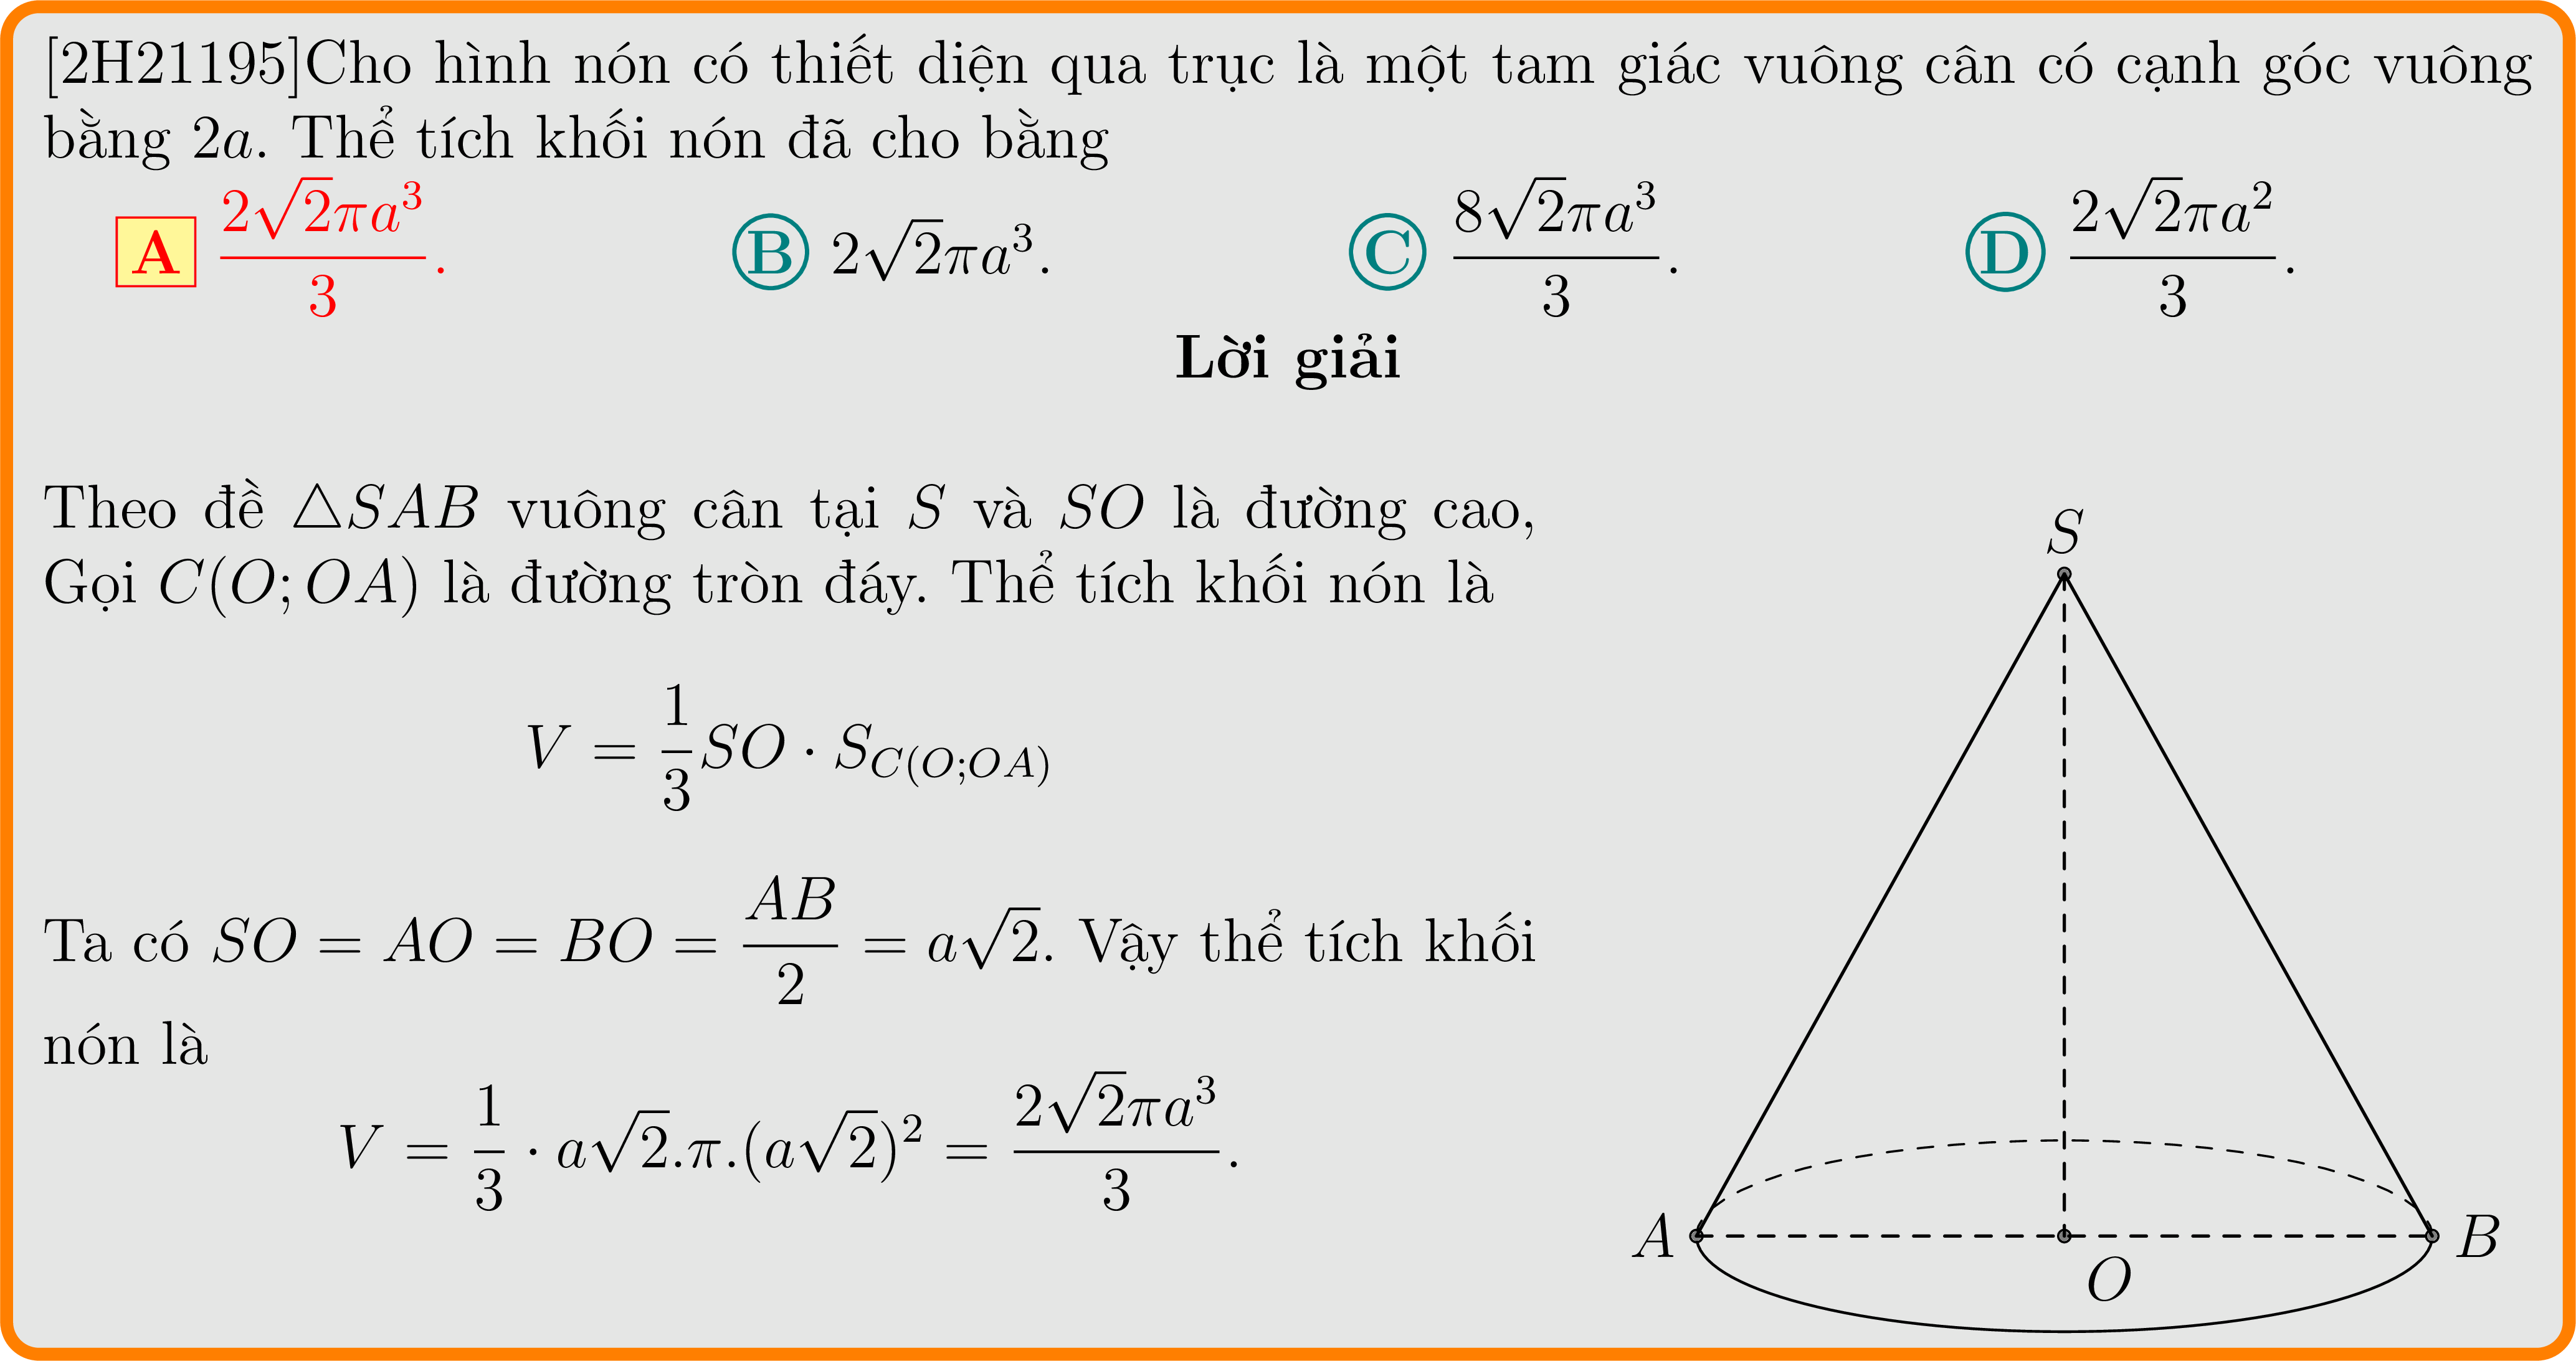 [2H21195]Cho hình nón có thiết diện qua trục là một tam giác vuông cân có cạnh góc vuông
bằng 2a. Thể tích khối nón đã cho bằng
A $\frac{2\sqrt{2}\pi a^3}{3}$. B $2\sqrt{2}\pi a^3$. C $\frac{8\sqrt{2}\pi a^3}{3}$. D $\frac{2\sqrt{2}\pi a^2}{3}$.
Lời giải
Theo đề △SAB vuông cân tại S và SO là đường cao,
Gọi C(O; OA) là đường tròn đáy. Thể tích khối nón là
$V = \frac{1}{3}SO \cdot S_{C(O;OA)}$
Ta có $SO = AO = BO = \frac{AB}{2} = a\sqrt{2}$. Vậy thể tích khối
nón là
$V = \frac{1}{3} \cdot a\sqrt{2}.\pi.(a\sqrt{2})^2 = \frac{2\sqrt{2}\pi a^3}{3}$.
S
A
B
O